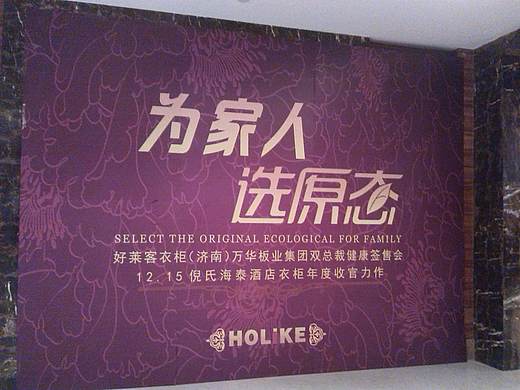 为家人
选原态
SELECT THE ORIGINAL ECOLOGICAL FOR FAMILY
好莱客衣柜(济南)万华板业集团双总裁健康签售会
12.15倪氏海泰酒店衣柜年度收官力作
HOLiKE